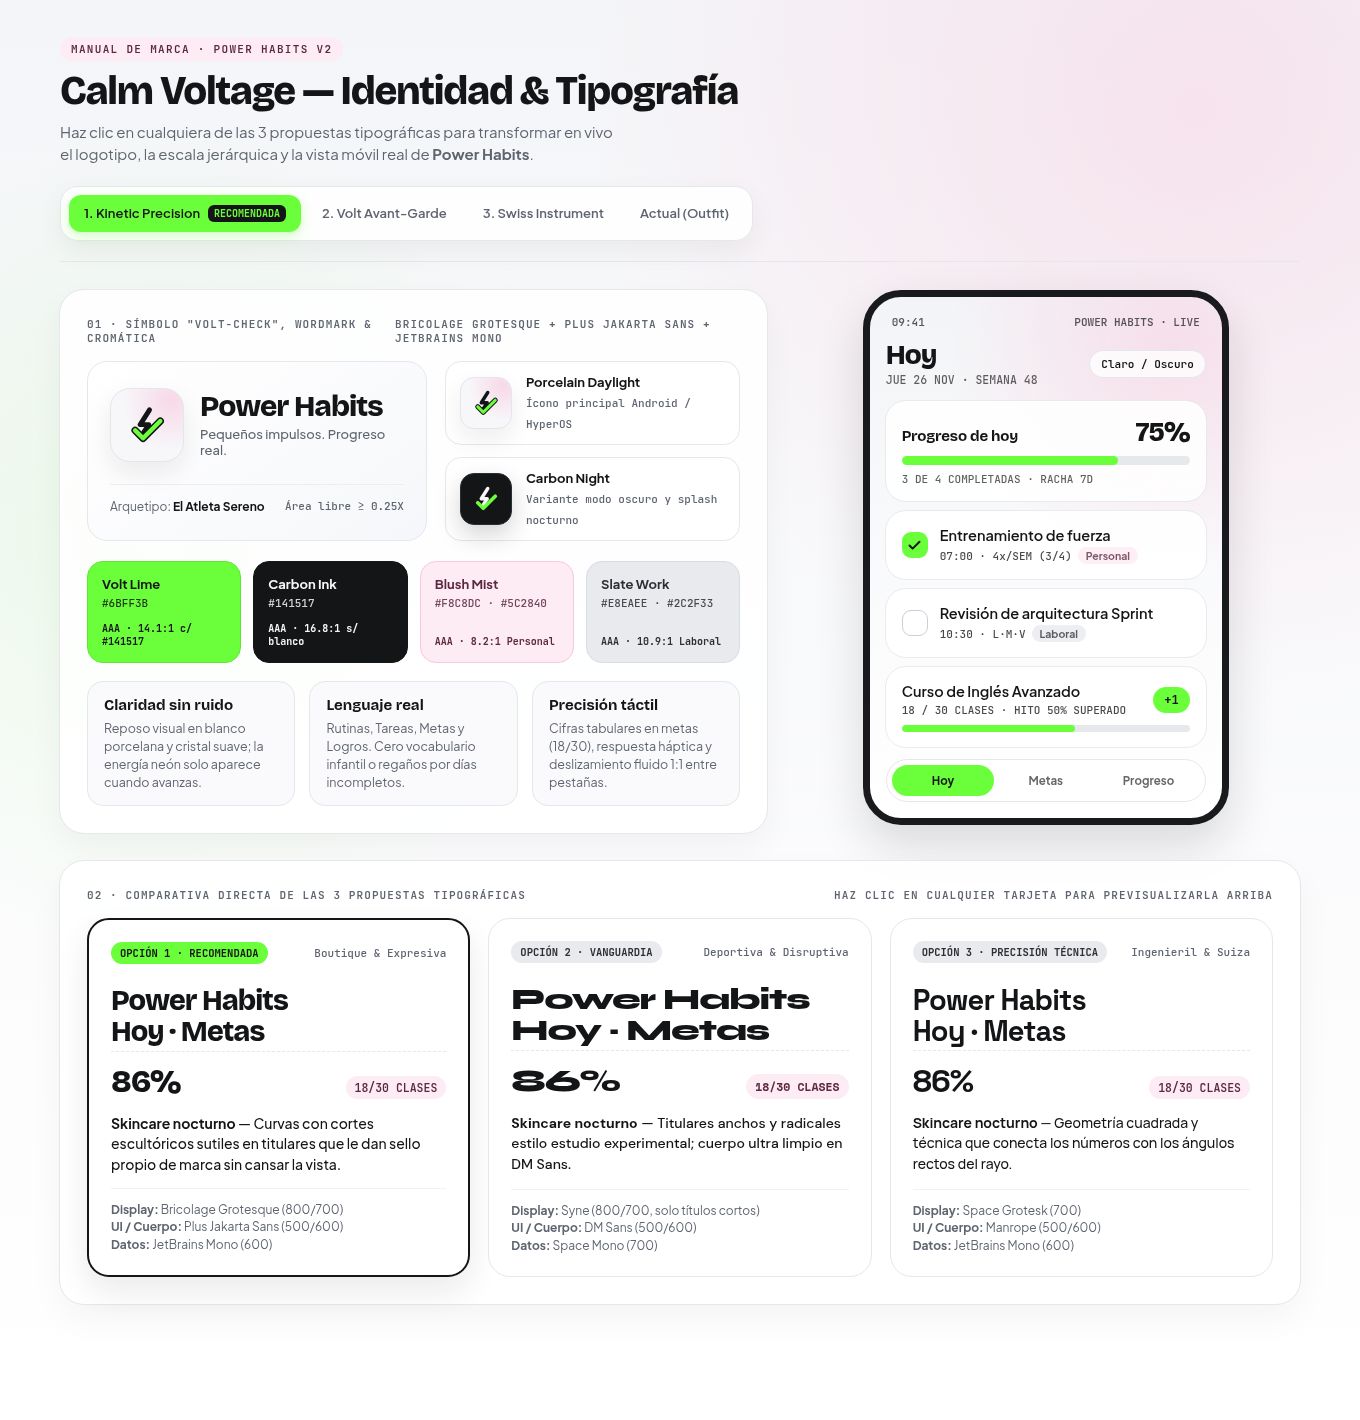 MANUAL DE MARCA · POWER HABITS V2
Calm Voltage — Identidad & Tipografía
Haz clic en cualquiera de las 3 propuestas tipográficas para transformar en vivo
el logotipo, la escala jerárquica y la vista móvil real de Power Habits.
1. Kinetic Precision RECOMENDADA
2. Volt Avant-Garde
3. Swiss Instrument
Actual (Outfit)
01 · SÍMBOLO "VOLT-CHECK", WORDMARK &
CROMÁTICA
BRICOLAGE GROTESQUE + PLUS JAKARTA SANS +
JETBRAINS MONO
Power Habits
Pequeños impulsos. Progreso
real.
Arquetipo: El Atleta Sereno
Área libre ≥ 0.25X
Porcelain Daylight
Ícono principal Android /
HyperOS
Carbon Night
Variante modo oscuro y splash
nocturno
Volt Lime
#6BFF3B
AAA · 14.1:1 c/
#141517
Carbon Ink
#141517
AAA · 16.8:1 s/
blanco
Blush Mist
#F8C8DC · #5C2840
AAA · 8.2:1 Personal
Slate Work
#E8EAEE · #2C2F33
AAA · 10.9:1 Laboral
Claridad sin ruido
Reposo visual en blanco
porcelana y cristal suave; la
energía neón solo aparece
cuando avanzas.
Lenguaje real
Rutinas, Tareas, Metas y
Logros. Cero vocabulario
infantil o regaños por días
incompletos.
Precisión táctil
Cifras tabulares en metas
(18/30), respuesta háptica y
deslizamiento fluido 1:1 entre
pestañas.
09:41
POWER HABITS · LIVE
Hoy
JUE 26 NOV · SEMANA 48
Claro / Oscuro
Progreso de hoy
75%
3 DE 4 COMPLETADAS · RACHA 7D
Entrenamiento de fuerza
07:00 · 4x/SEM (3/4) Personal
Revisión de arquitectura Sprint
10:30 · L·M·V Laboral
Curso de Inglés Avanzado
18 / 30 CLASES · HITO 50% SUPERADO
+1
Hoy
Metas
Progreso
02 · COMPARATIVA DIRECTA DE LAS 3 PROPUESTAS TIPOGRÁFICAS
HAZ CLIC EN CUALQUIER TARJETA PARA PREVISUALIZARLA ARRIBA
OPCIÓN 1 · RECOMENDADA
Boutique & Expresiva
Power Habits
Hoy · Metas
86%
18/30 CLASES
Skincare nocturno — Curvas con cortes
escultóricos sutiles en titulares que le dan sello
propio de marca sin cansar la vista.
Display: Bricolage Grotesque (800/700)
UI / Cuerpo: Plus Jakarta Sans (500/600)
Datos: JetBrains Mono (600)
OPCIÓN 2 · VANGUARDIA
Deportiva & Disruptiva
Power Habits
Hoy · Metas
86%
18/30 CLASES
Skincare nocturno — Titulares anchos y radicales
estilo estudio experimental; cuerpo ultra limpio en
DM Sans.
Display: Syne (800/700, solo títulos cortos)
UI / Cuerpo: DM Sans (500/600)
Datos: Space Mono (700)
OPCIÓN 3 · PRECISIÓN TÉCNICA
Ingenieril & Suiza
Power Habits
Hoy · Metas
86%
18/30 CLASES
Skincare nocturno — Geometría cuadrada y
técnica que conecta los números con los ángulos
rectos del rayo.
Display: Space Grotesk (700)
UI / Cuerpo: Manrope (500/600)
Datos: JetBrains Mono (600)